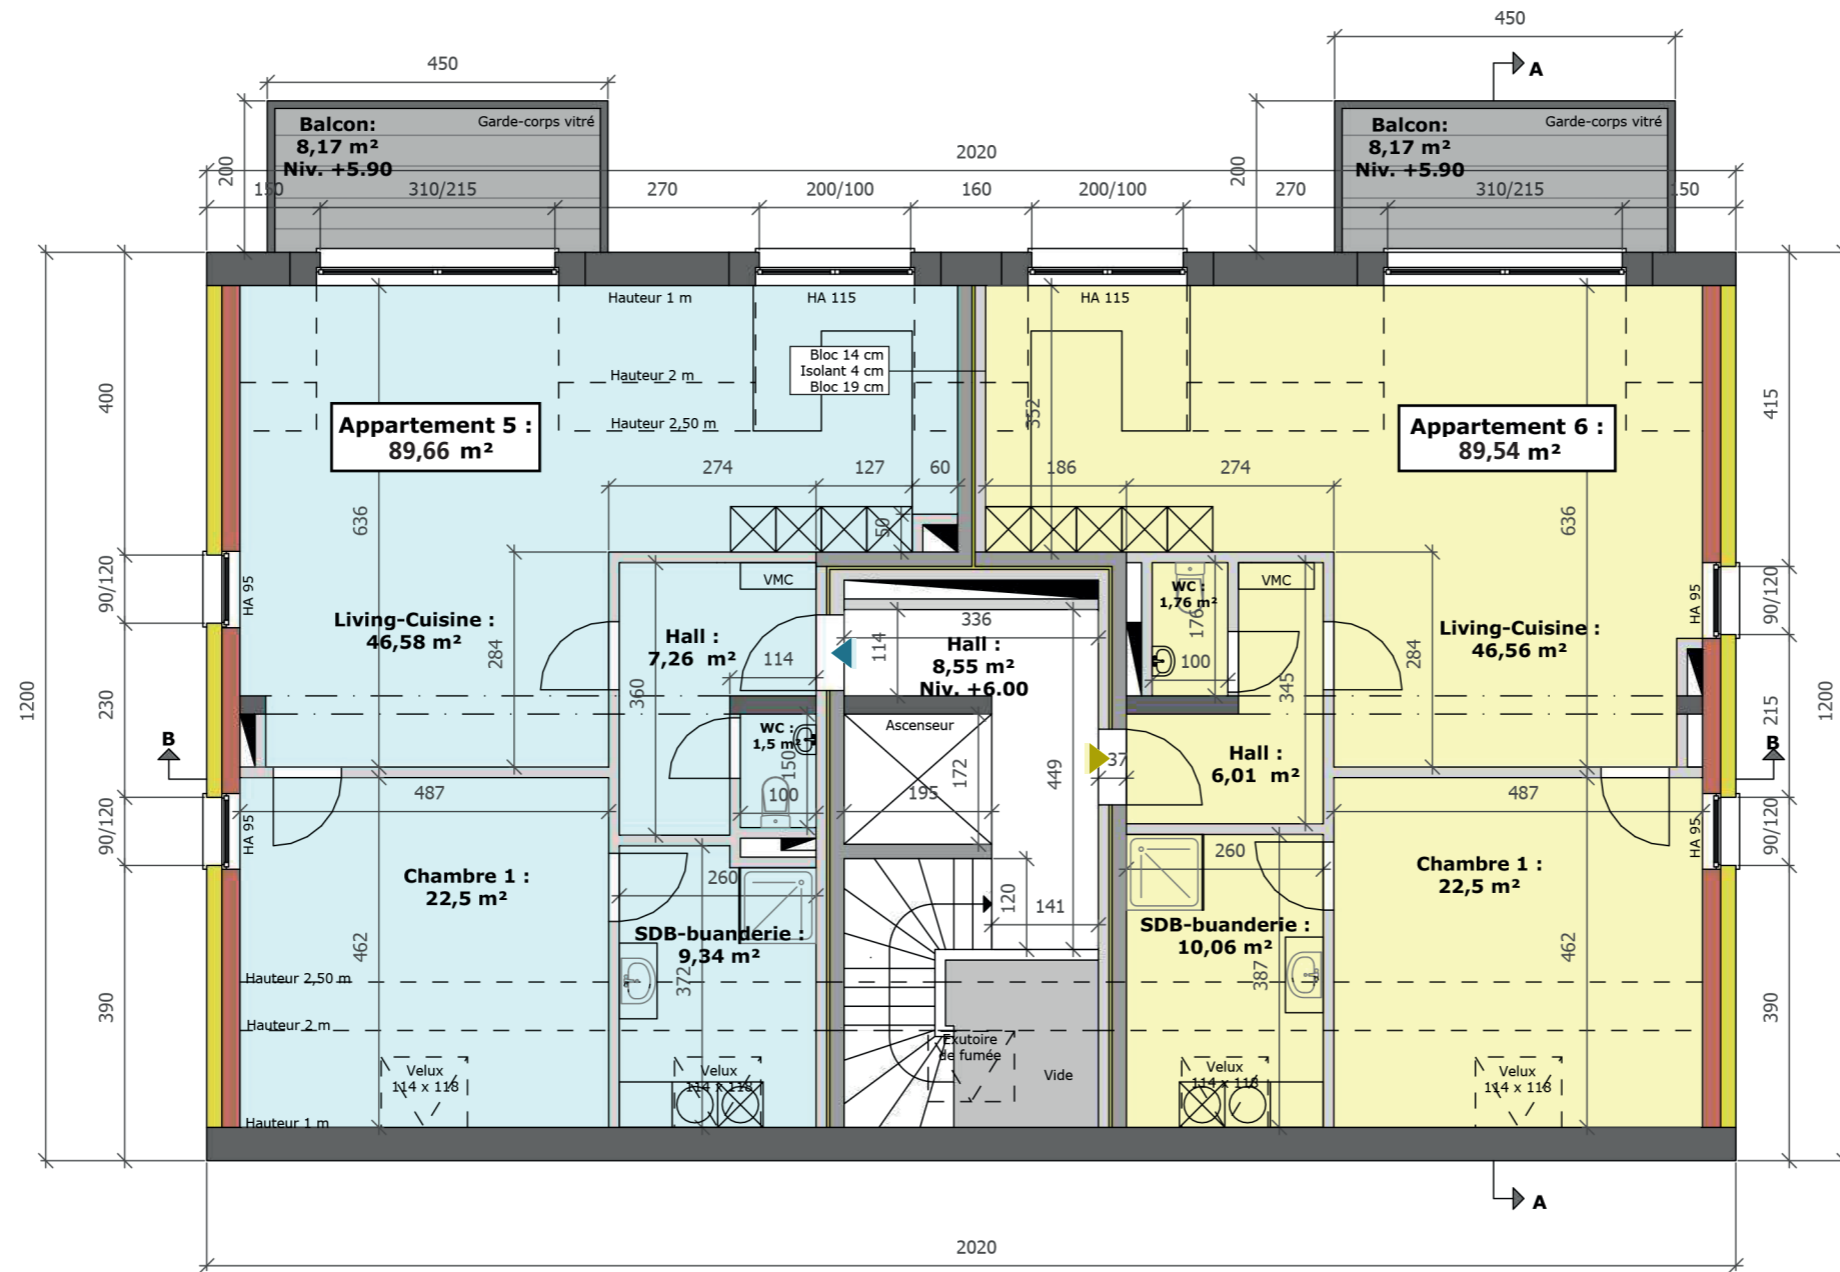 450
450
A
Balcon:
8,17 m²
Niv. +5.90
Garde-corps vitré
Balcon:
8,17 m²
Niv. +5.90
Garde-corps vitré
200
2020
200
150
310/215
270
200/100
160
200/100
270
310/215
150
Hauteur 1 m
HA 115
HA 115
Bloc 14 cm
Isolant 4 cm
Bloc 19 cm
Hauteur 2 m
Hauteur 2,50 m
400
352
415
Appartement 5 :
89,66 m²
Appartement 6 :
89,54 m²
274
127
60
186
274
636
50
636
90/120
HA 95
VMC
WC :
1,76 m²
VMC
HA 95
90/120
Living-Cuisine :
46,58 m²
284
Hall :
7,26 m²
114
114
336
Hall :
8,55 m²
Niv. +6.00
176
100
Living-Cuisine :
46,56 m²
284
1200
230
360
345
215
1200
B
WC :
1,5 m²
150
100
Ascenseur
172
195
449
37
Hall :
6,01 m²
B
90/120
HA 95
487
487
HA 95
90/120
Chambre 1 :
22,5 m²
260
120
141
260
Chambre 1 :
22,5 m²
SDB-buanderie :
9,34 m²
SDB-buanderie :
10,06 m²
462
372
387
462
Hauteur 2,50 m
390
Hauteur 2 m
Exutoire
de fumée
390
Velux
114 x 118
Velux
114 x 118
Vide
Velux
114 x 118
Velux
114 x 118
Hauteur 1 m
A
2020